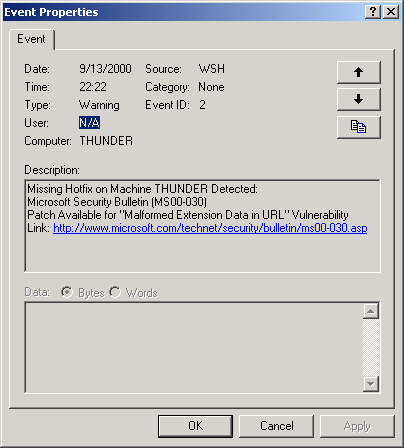 Event Properties
Event
Date: 9/13/2000 Source: WSH
Time: 22:22 Category: None
Type: Warning Event ID: 2
User: N/A
Computer: THUNDER
Description:
Missing Hotfix on Machine THUNDER Detected:
Microsoft Security Bulletin (MS00-030)
Patch Available for "Malformed Extension Data in URL" Vulnerability
Link: http://www.microsoft.com/technet/security/bulletin/ms00-030.asp
Data: Bytes Words
OK Cancel Apply